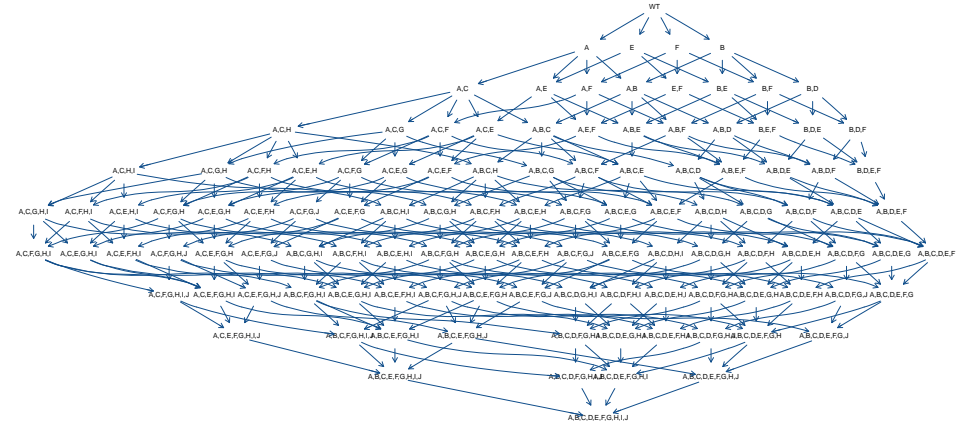 WT
A E F B
A,C A,E A,F A,B E,F B,E B,F B,D
A,C,H A,C,G A,C,F A,C,E A,B,C A,E,F A,B,E A,B,F A,B,D B,E,F B,D,E B,D,F
A,C,H,I A,C,G,H A,C,F,H A,C,E,H A,C,F,G A,C,E,G A,C,E,F A,B,C,H A,B,C,G A,B,C,F A,B,C,E A,B,C,D A,B,E,F A,B,D,E A,B,D,F B,D,E,F
A,C,G,H,I A,C,F,H,I A,C,E,H,I A,C,F,G,H A,C,E,G,H A,C,E,F,H A,C,F,G,J A,C,E,F,G A,B,C,H,I A,B,C,G,H A,B,C,F,H A,B,C,E,H A,B,C,F,G A,B,C,E,G A,B,C,E,F A,B,C,D,H A,B,C,D,G A,B,C,D,F A,B,C,D,E A,B,D,E,F
A,C,F,G,H,I A,C,E,G,H,I A,C,E,F,H,I A,C,F,G,H,J A,C,E,F,G,H A,C,E,F,G,J A,B,C,G,H,I A,B,C,F,H,I A,B,C,E,H,I A,B,C,F,G,H A,B,C,E,G,H A,B,C,E,F,H A,B,C,F,G,J A,B,C,E,F,G A,B,C,D,H,I A,B,C,D,G,H A,B,C,D,F,H A,B,C,D,E,H A,B,C,D,F,G A,B,C,D,E,G A,B,C,D,E,F
A,C,F,G,H,I,J A,C,E,F,G,H,I A,C,E,F,G,H,J A,B,C,F,G,H,I A,B,C,E,G,H,I A,B,C,E,F,H,I A,B,C,F,G,H,J A,B,C,E,F,G,H A,B,C,E,F,G,J A,B,C,D,G,H,I A,B,C,D,F,H,I A,B,C,D,E,H,I A,B,C,D,F,G,H A,B,C,D,E,G,H A,B,C,D,E,F,H A,B,C,D,F,G,J A,B,C,D,E,F,G
A,C,E,F,G,H,I,J A,B,C,F,G,H,I,J A,B,C,E,F,G,H,I A,B,C,E,F,G,H,J A,B,C,D,F,G,H,I A,B,C,D,E,G,H,I A,B,C,D,E,F,H,I A,B,C,D,F,G,H,J A,B,C,D,E,F,G,H A,B,C,D,E,F,G,J
A,B,C,E,F,G,H,I,J A,B,C,D,F,G,H,I,J A,B,C,D,E,F,G,H,I A,B,C,D,E,F,G,H,J
A,B,C,D,E,F,G,H,I,J